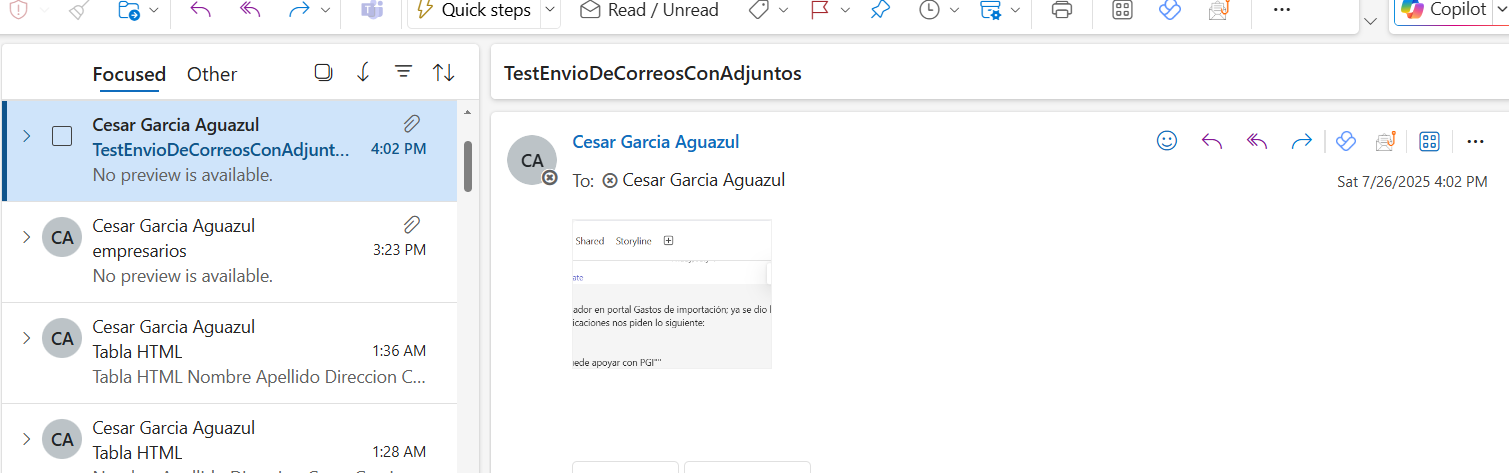 Quick steps
Read / Unread
Copilot
Focused Other
Cesar Garcia Aguazul
TestEnvioDeCorreosConAdjunt... 4:02 PM
No preview is available.
CA
Cesar Garcia Aguazul
empresarios 3:23 PM
No preview is available.
CA
Cesar Garcia Aguazul
Tabla HTML 1:36 AM
Tabla HTML Nombre Apellido Direccion C...
CA
Cesar Garcia Aguazul
Tabla HTML 1:28 AM
TestEnvioDeCorreosConAdjuntos
CA
Cesar Garcia Aguazul
To: Cesar Garcia Aguazul
Sat 7/26/2025 4:02 PM
Shared Storyline
ate
ador en portal Gastos de importación; ya se dio l
icaciones nos piden lo siguiente:
uede apoyar con PGI""